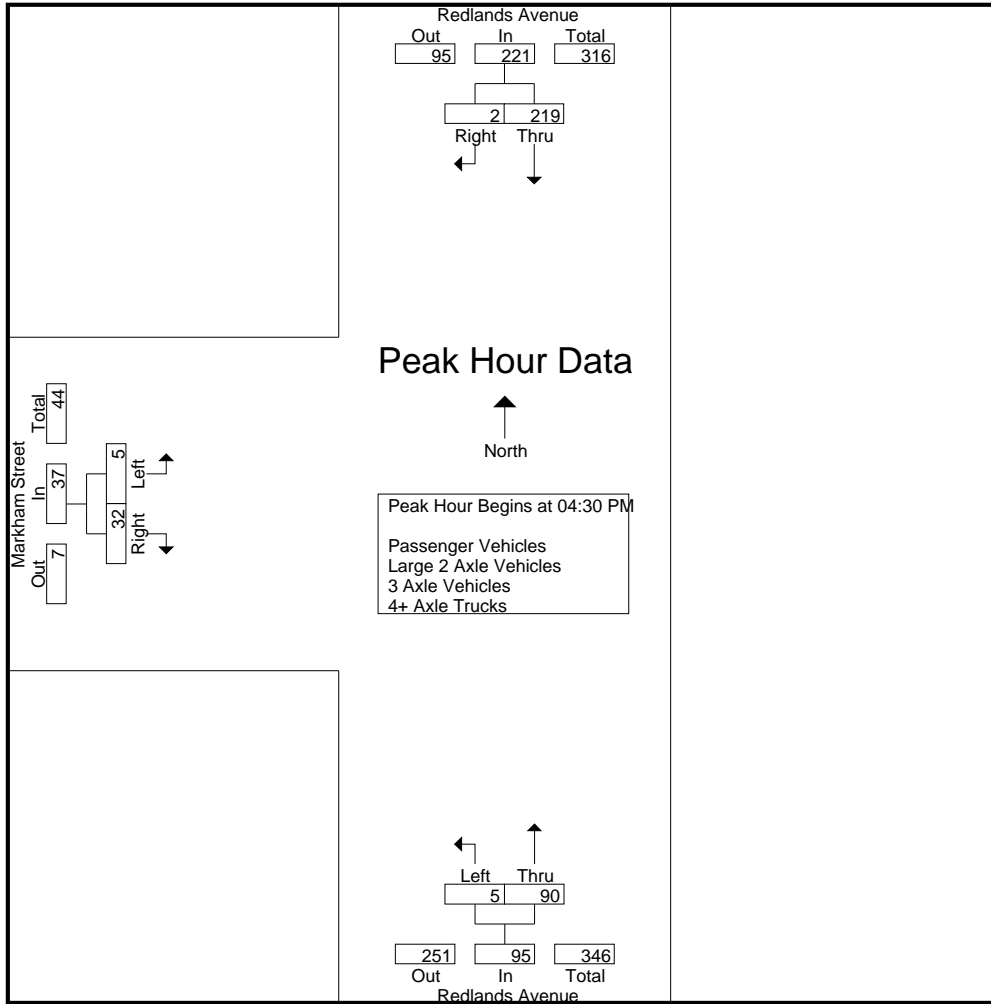 Redlands Avenue
Out In Total
95 221 316
2 219
Right Thru
Peak Hour Data
North
Peak Hour Begins at 04:30 PM
Passenger Vehicles
Large 2 Axle Vehicles
3 Axle Vehicles
4+ Axle Trucks
Markham Street
Out In Total
7 37 44
32 5
Right Left
Left Thru
5 90
251 95 346
Out In Total
Redlands Avenue